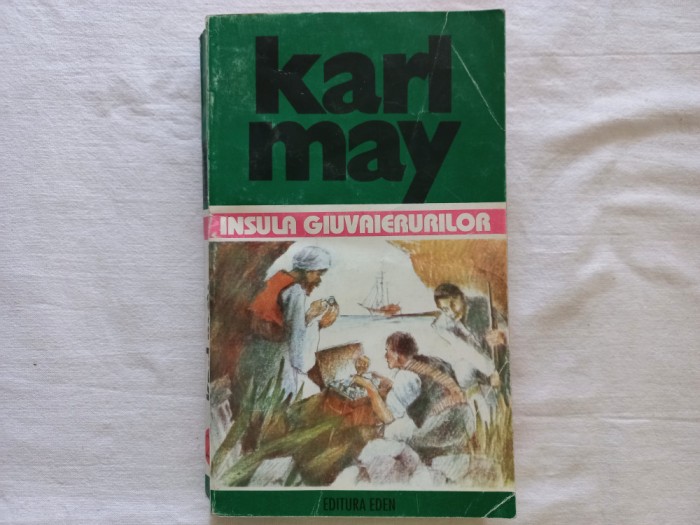 karl
may
INSULA GIUVAIERURILOR
EDITURA EDEN